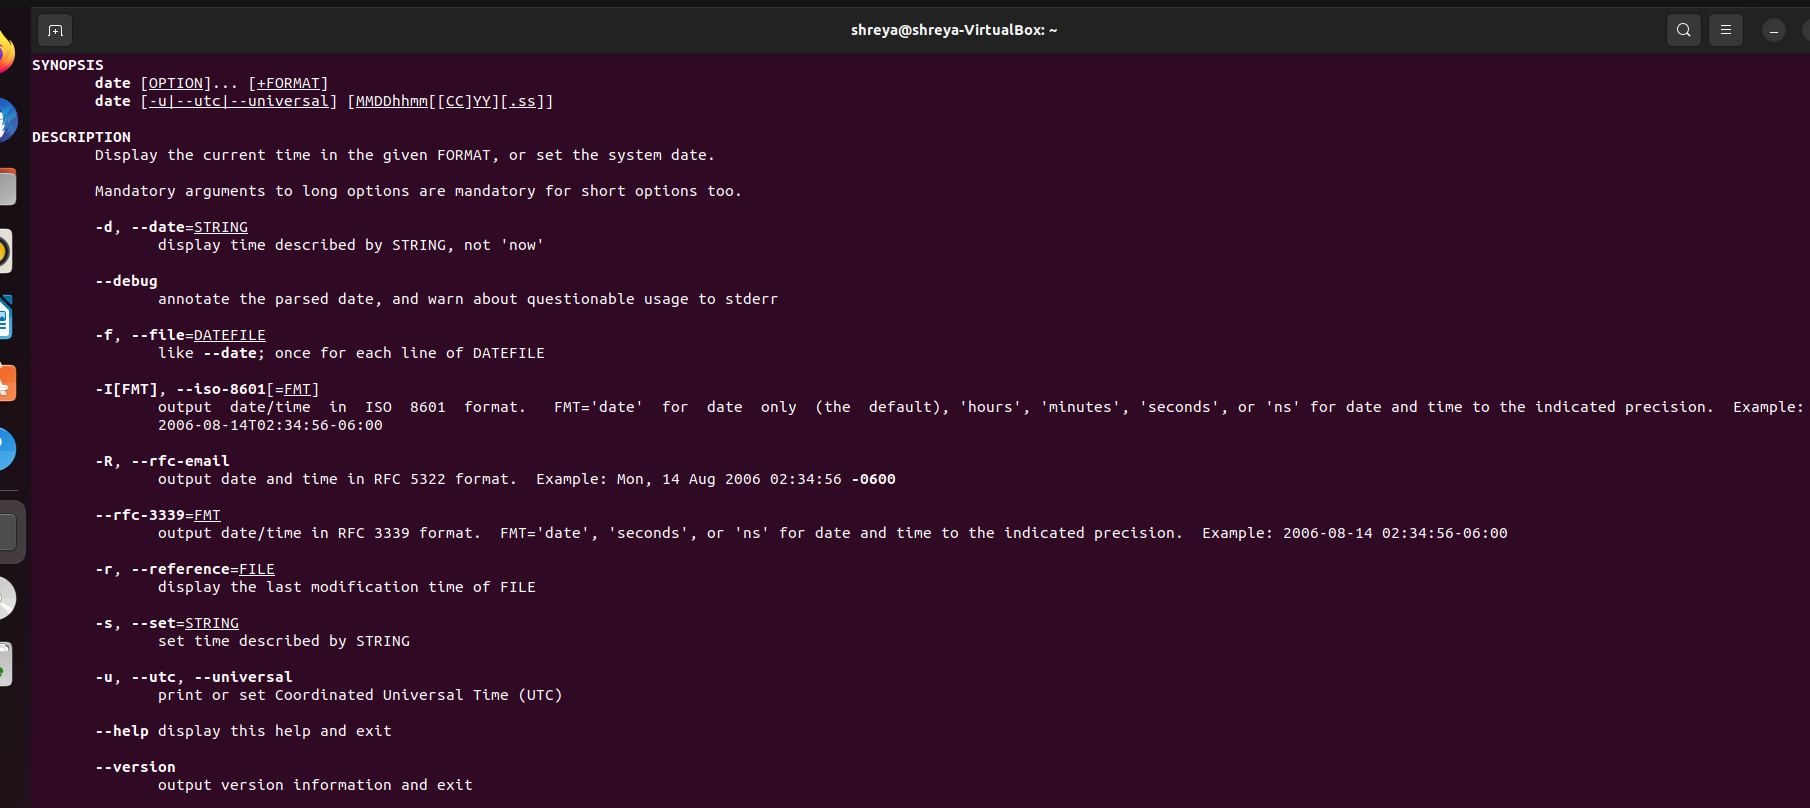 shreya@shreya-VirtualBox: ~
SYNOPSIS
date [OPTION]... [+FORMAT]
date [-u|--utc|--universal] [MMDDhhmm[[CC]YY][.ss]]
DESCRIPTION
Display the current time in the given FORMAT, or set the system date.
Mandatory arguments to long options are mandatory for short options too.
-d, --date=STRING
display time described by STRING, not 'now'
--debug
annotate the parsed date, and warn about questionable usage to stderr
-f, --file=DATEFILE
like --date; once for each line of DATEFILE
-I[FMT], --iso-8601[=FMT]
output date/time in ISO 8601 format. FMT='date' for date only (the default), 'hours', 'minutes', 'seconds', or 'ns' for date and time to the indicated precision. Example:
2006-08-14T02:34:56-06:00
-R, --rfc-email
output date and time in RFC 5322 format. Example: Mon, 14 Aug 2006 02:34:56 -0600
--rfc-3339=FMT
output date/time in RFC 3339 format. FMT='date', 'seconds', or 'ns' for date and time to the indicated precision. Example: 2006-08-14 02:34:56-06:00
-r, --reference=FILE
display the last modification time of FILE
-s, --set=STRING
set time described by STRING
-u, --utc, --universal
print or set Coordinated Universal Time (UTC)
--help display this help and exit
--version
output version information and exit